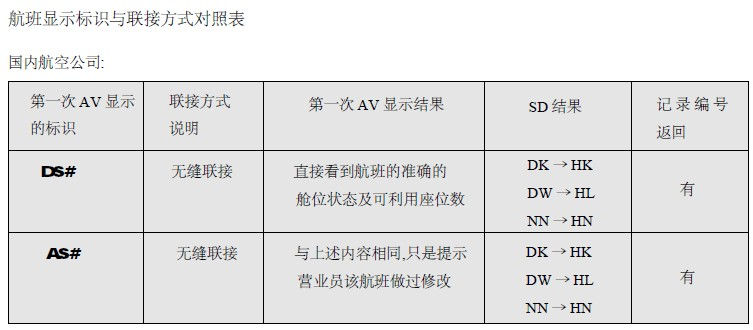 航班显示标识与联接方式对照表
国内航空公司:
第一次 AV 显示 联接方式 第一次 AV 显示结果 SD 结果 记 录 编 号
的标识 说明 返回
DS# 无缝联接 直接看到航班的准确的 DK → HK 有
舱位状态及可利用座位数 DW → HL
NN → HN
AS# 无缝联接 与上述内容相同,只是提示 DK → HK 有
营业员该航班做过修改 DW → HL
NN → HN